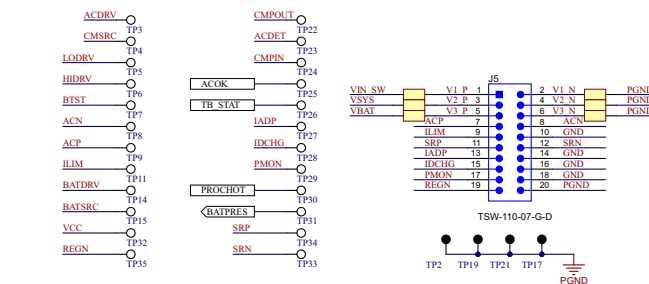 ACDRV
TP3
CMSRC
TP4
LODRV
TP5
HIDRV
TP6
BTST
TP7
ACN
TP8
ACP
TP9
ILIM
TP11
BATDRV
TP14
BATSRC
TP15
VCC
TP32
REGN
TP35
CMPOUT
TP22
ACDET
TP23
CMPIN
TP24
ACOK
TP25
TB_STAT
TP26
IADP
TP27
IDCHG
TP28
PMON
TP29
PROCHOT
TP30
BATPRES
TP31
SRP
TP34
SRN
TP33
J5
VIN_SW V1_P 1 2 V1_N PGND
VSYS V2_P 3 4 V2_N PGND
VBAT V3_P 5 6 V3_N PGND
ACP 7 8 ACN
ILIM 9 10 GND
SRP 11 12 SRN
IADP 13 14 GND
IDCHG 15 16 GND
PMON 17 18 GND
REGN 19 20 PGND
TSW-110-07-G-D
TP2 TP19 TP21 TP17
PGND